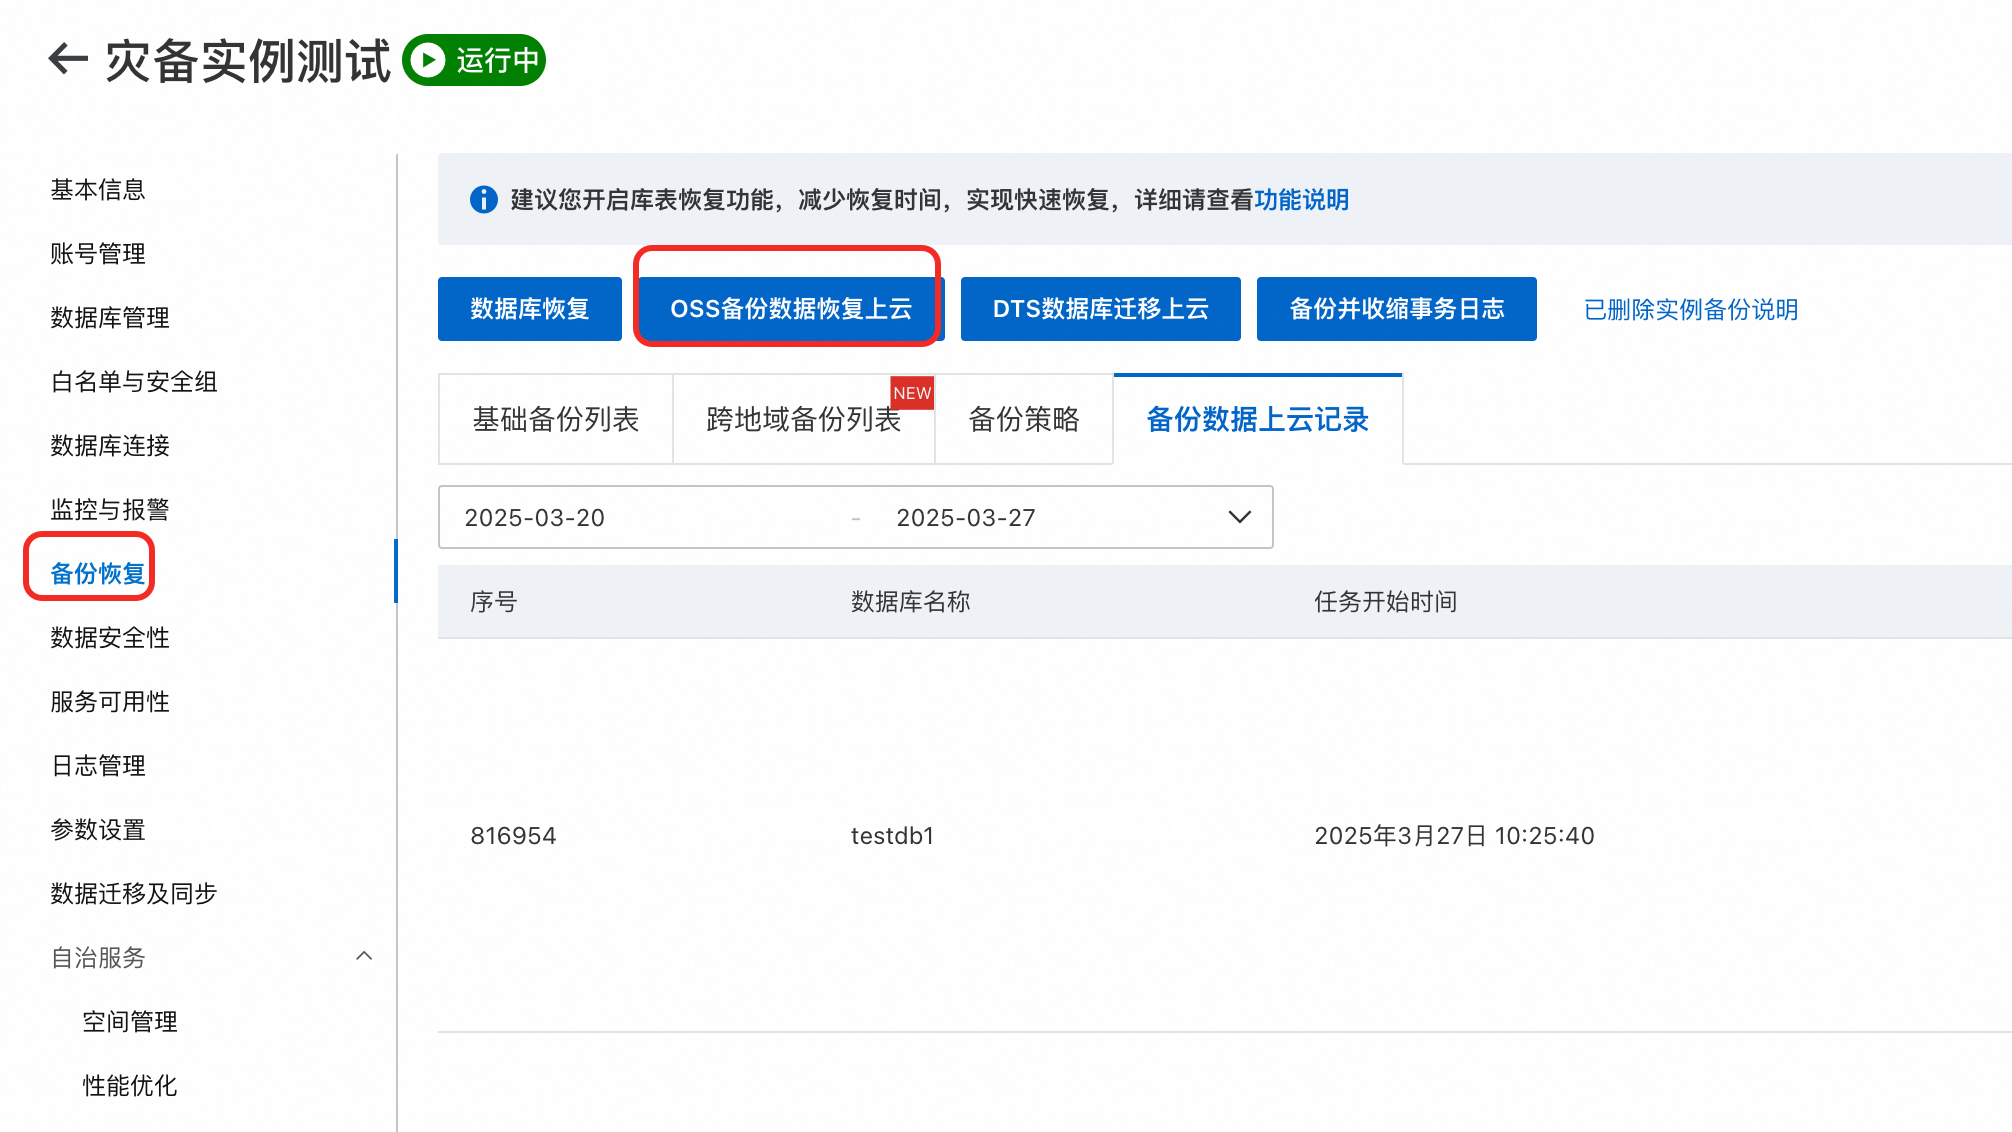 灾备实例测试 运行中
基本信息
账号管理
数据库管理
白名单与安全组
数据库连接
监控与报警
备份恢复
数据安全性
服务可用性
日志管理
参数设置
数据迁移及同步
自治服务
空间管理
性能优化
建议您开启库表恢复功能，减少恢复时间，实现快速恢复，详细请查看功能说明
数据库恢复 OSS备份数据恢复上云 DTS数据库迁移上云 备份并收缩事务日志 已删除实例备份说明
基础备份列表 跨地域备份列表 NEW 备份策略 备份数据上云记录
2025-03-20 - 2025-03-27
序号 数据库名称 任务开始时间
816954 testdb1 2025年3月27日 10:25:40